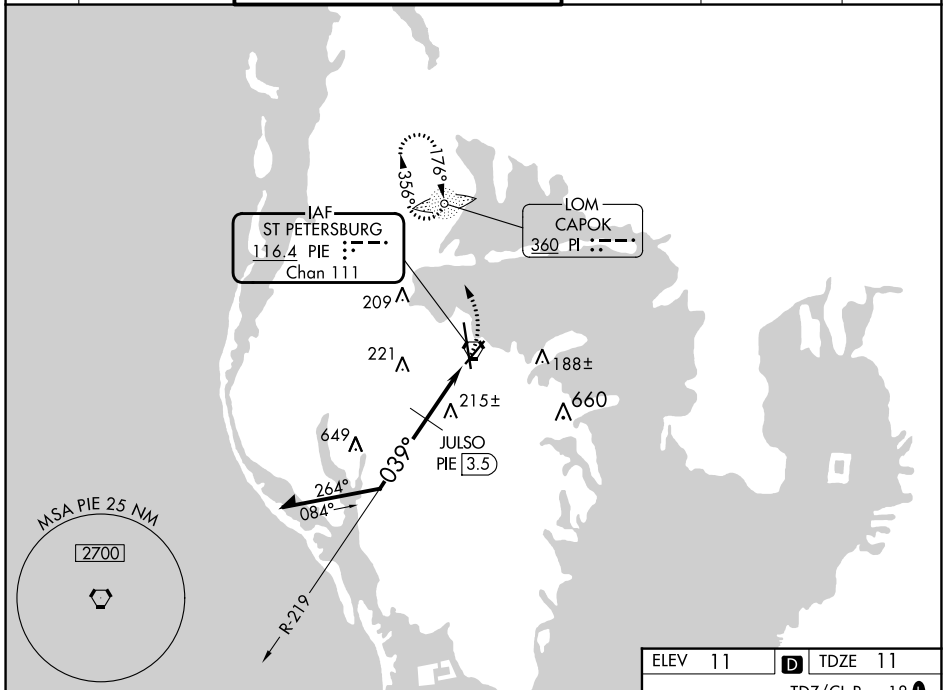 176°
356°
IAF
ST PETERSBURG
116.4 PIE
Chan 111
LOM
CAPOK
360 PI
209
221
188±
215±
660
649
JULSO
PIE 3.5
039°
264°
084°
R-219
MSA PIE 25 NM
2700
ELEV 11 D TDZE 11